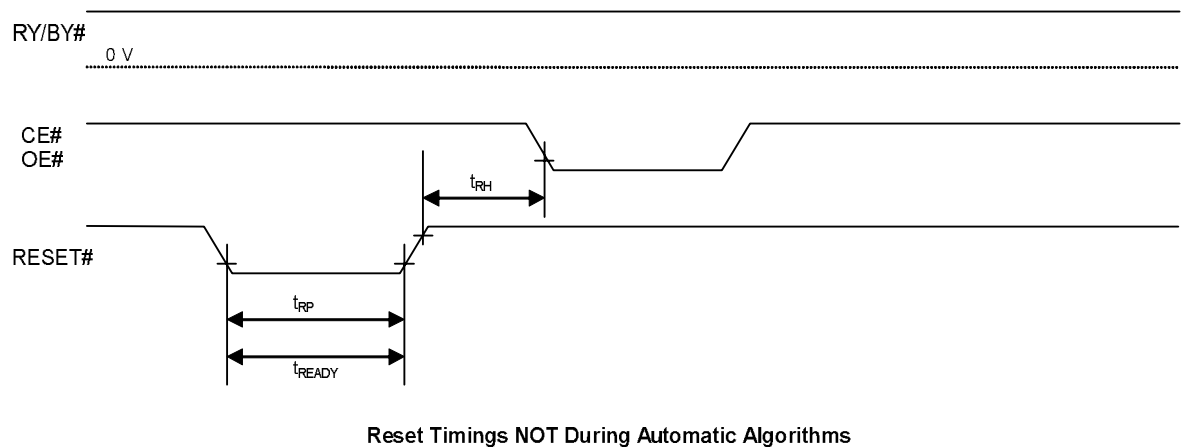 RY/BY#
0 V
CE#
OE#
tRH
RESET#
tRP
tREADY
Reset Timings NOT During Automatic Algorithms